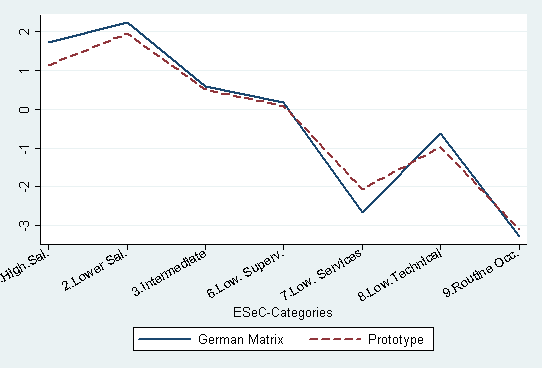 2
1
0
-1
-2
-3
.High.Sal.
2.Lower Sal.
3.Intermediate
6.Low. Superv.
7.Low. Services
8.Low.Technical
9.Routine Occ.
ESeC-Categories
German Matrix
Prototype